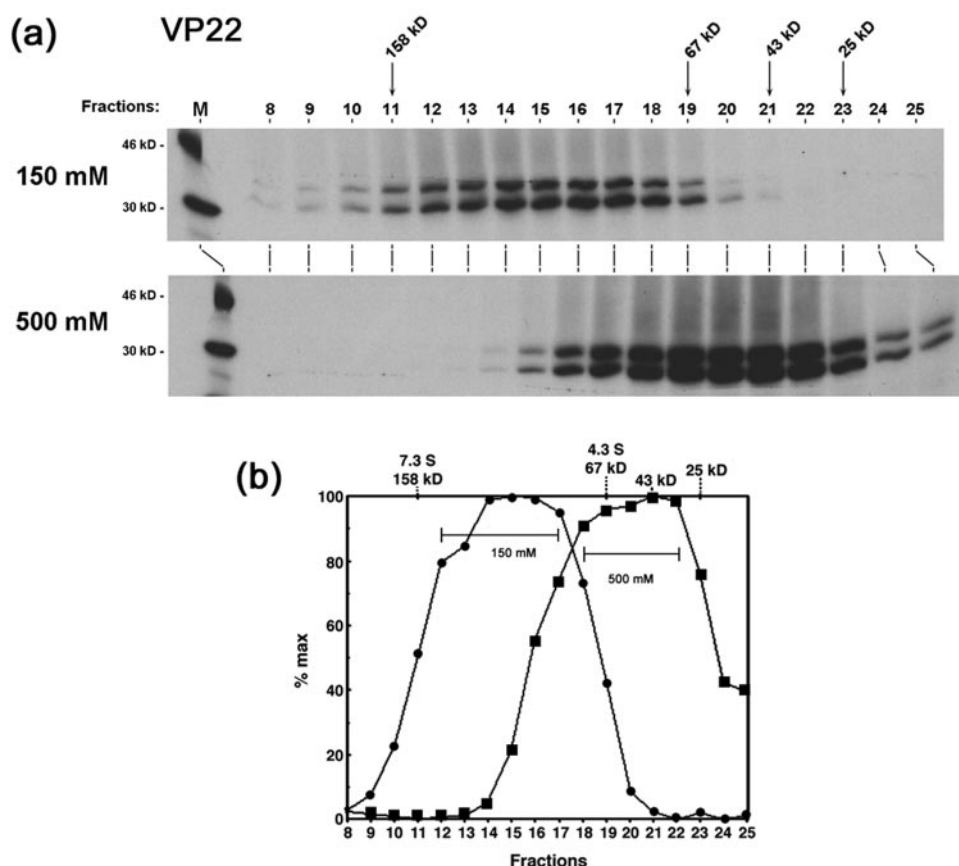 (a) VP22
158 kD 67 kD 43 kD 25 kD
Fractions: M 8 9 10 11 12 13 14 15 16 17 18 19 20 21 22 23 24 25
46 kD -
150 mM
30 kD -
46 kD -
500 mM
30 kD -
(b)
7.3 S 4.3 S
158 kD 67 kD 43 kD 25 kD
100
150 mM
80
500 mM
60
% max
40
20
0
8 9 10 11 12 13 14 15 16 17 18 19 20 21 22 23 24 25
Fractions